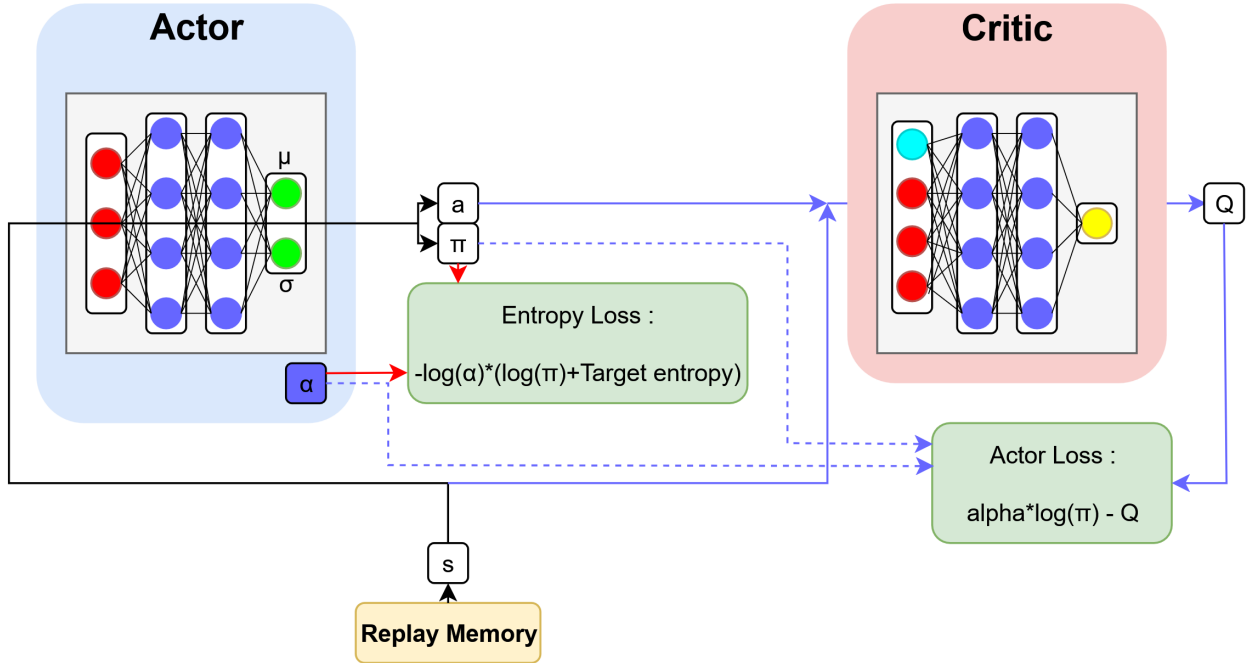 Actor
Critic
μ
σ
a
π
Q
Entropy Loss :
-log(α)*(log(π)+Target entropy)
α
Actor Loss :
alpha*log(π) - Q
s
Replay Memory